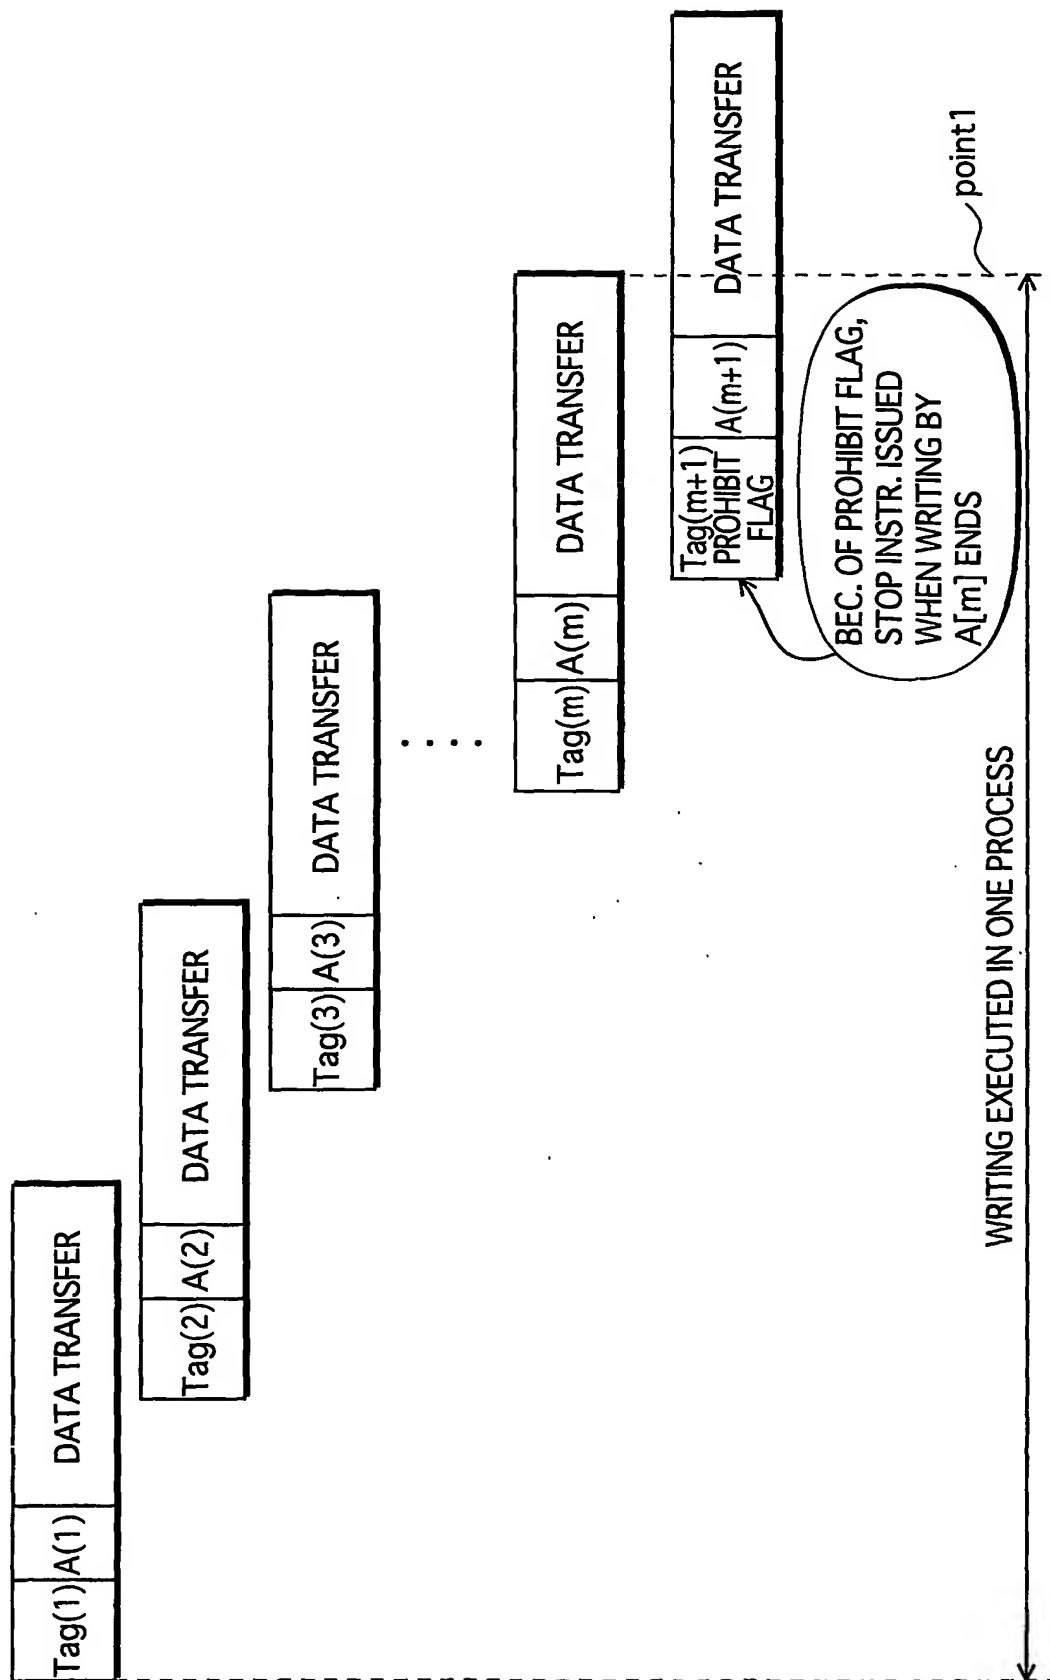 Tag(1) A(1) DATA TRANSFER
Tag(2) A(2) DATA TRANSFER
Tag(3) A(3) DATA TRANSFER
Tag(m) A(m) DATA TRANSFER
Tag(m+1) A(m+1) DATA TRANSFER
PROHIBIT
FLAG
BEC. OF PROHIBIT FLAG,
STOP INSTR. ISSUED
WHEN WRITING BY
A[m] ENDS
point1
WRITING EXECUTED IN ONE PROCESS